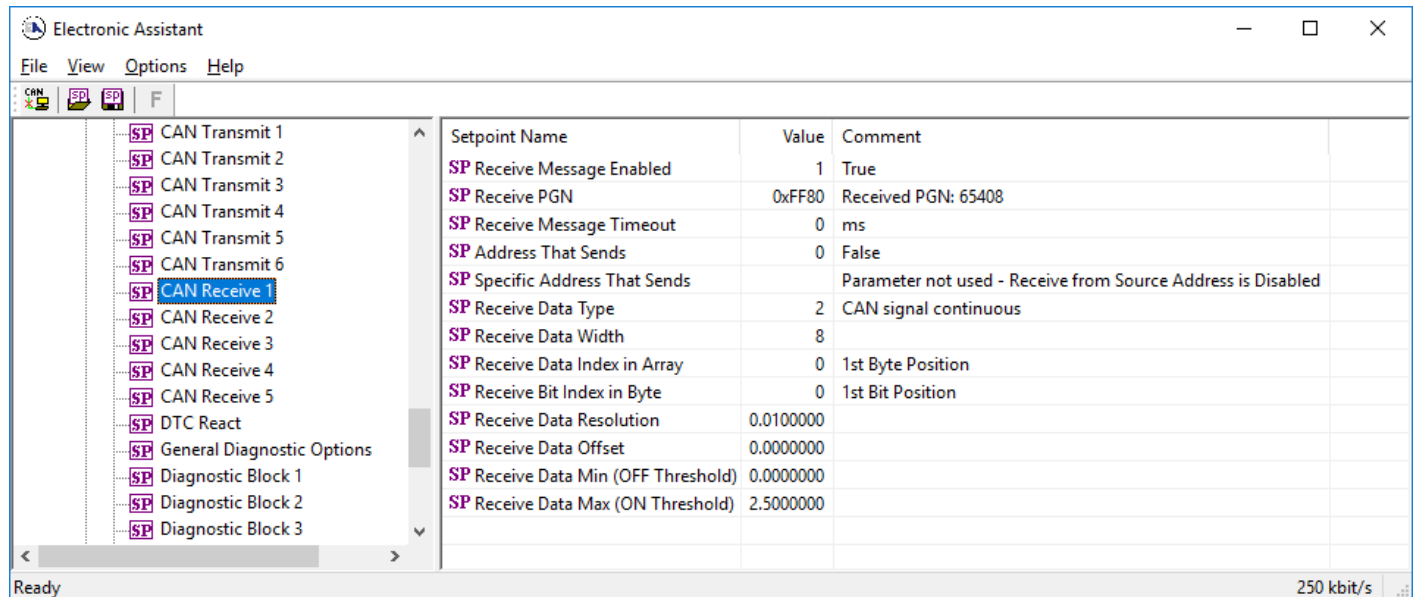 Electronic Assistant
File View Options Help
CAN SP SP F
SP CAN Transmit 1
SP CAN Transmit 2
SP CAN Transmit 3
SP CAN Transmit 4
SP CAN Transmit 5
SP CAN Transmit 6
SP CAN Receive 1
SP CAN Receive 2
SP CAN Receive 3
SP CAN Receive 4
SP CAN Receive 5
SP DTC React
SP General Diagnostic Options
SP Diagnostic Block 1
SP Diagnostic Block 2
SP Diagnostic Block 3
Setpoint Name Value Comment
SP Receive Message Enabled 1 True
SP Receive PGN 0xFF80 Received PGN: 65408
SP Receive Message Timeout 0 ms
SP Address That Sends 0 False
SP Specific Address That Sends Parameter not used - Receive from Source Address is Disabled
SP Receive Data Type 2 CAN signal continuous
SP Receive Data Width 8
SP Receive Data Index in Array 0 1st Byte Position
SP Receive Bit Index in Byte 0 1st Bit Position
SP Receive Data Resolution 0.0100000
SP Receive Data Offset 0.0000000
SP Receive Data Min (OFF Threshold) 0.0000000
SP Receive Data Max (ON Threshold) 2.5000000
Ready 250 kbit/s